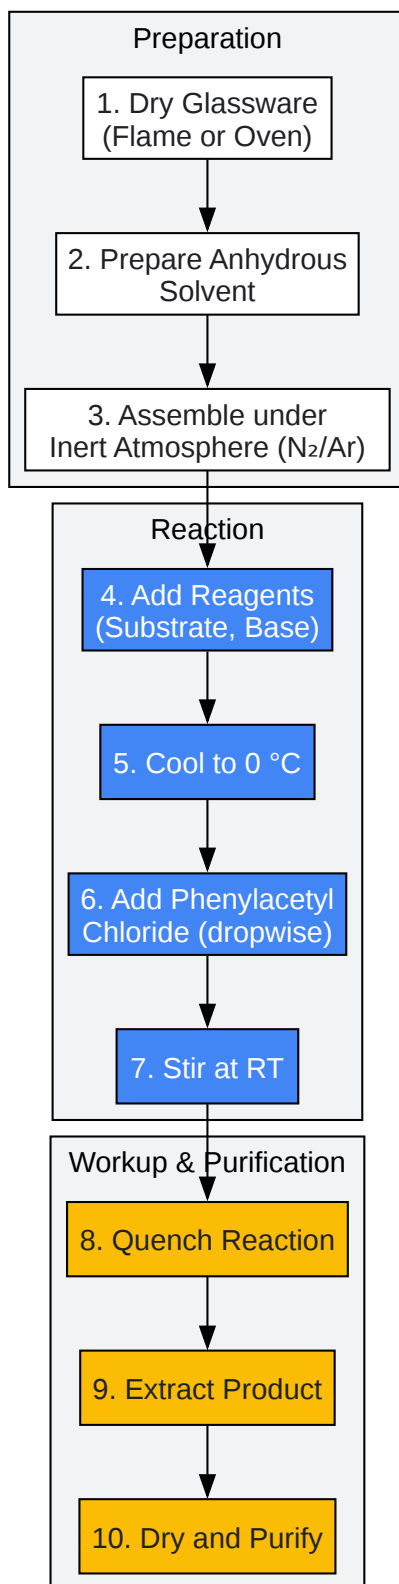 Preparation
1. Dry Glassware
(Flame or Oven)
2. Prepare Anhydrous
Solvent
3. Assemble under
Inert Atmosphere (N₂/Ar)
Reaction
4. Add Reagents
(Substrate, Base)
5. Cool to 0 °C
6. Add Phenylacetyl
Chloride (dropwise)
7. Stir at RT
Workup & Purification
8. Quench Reaction
9. Extract Product
10. Dry and Purify